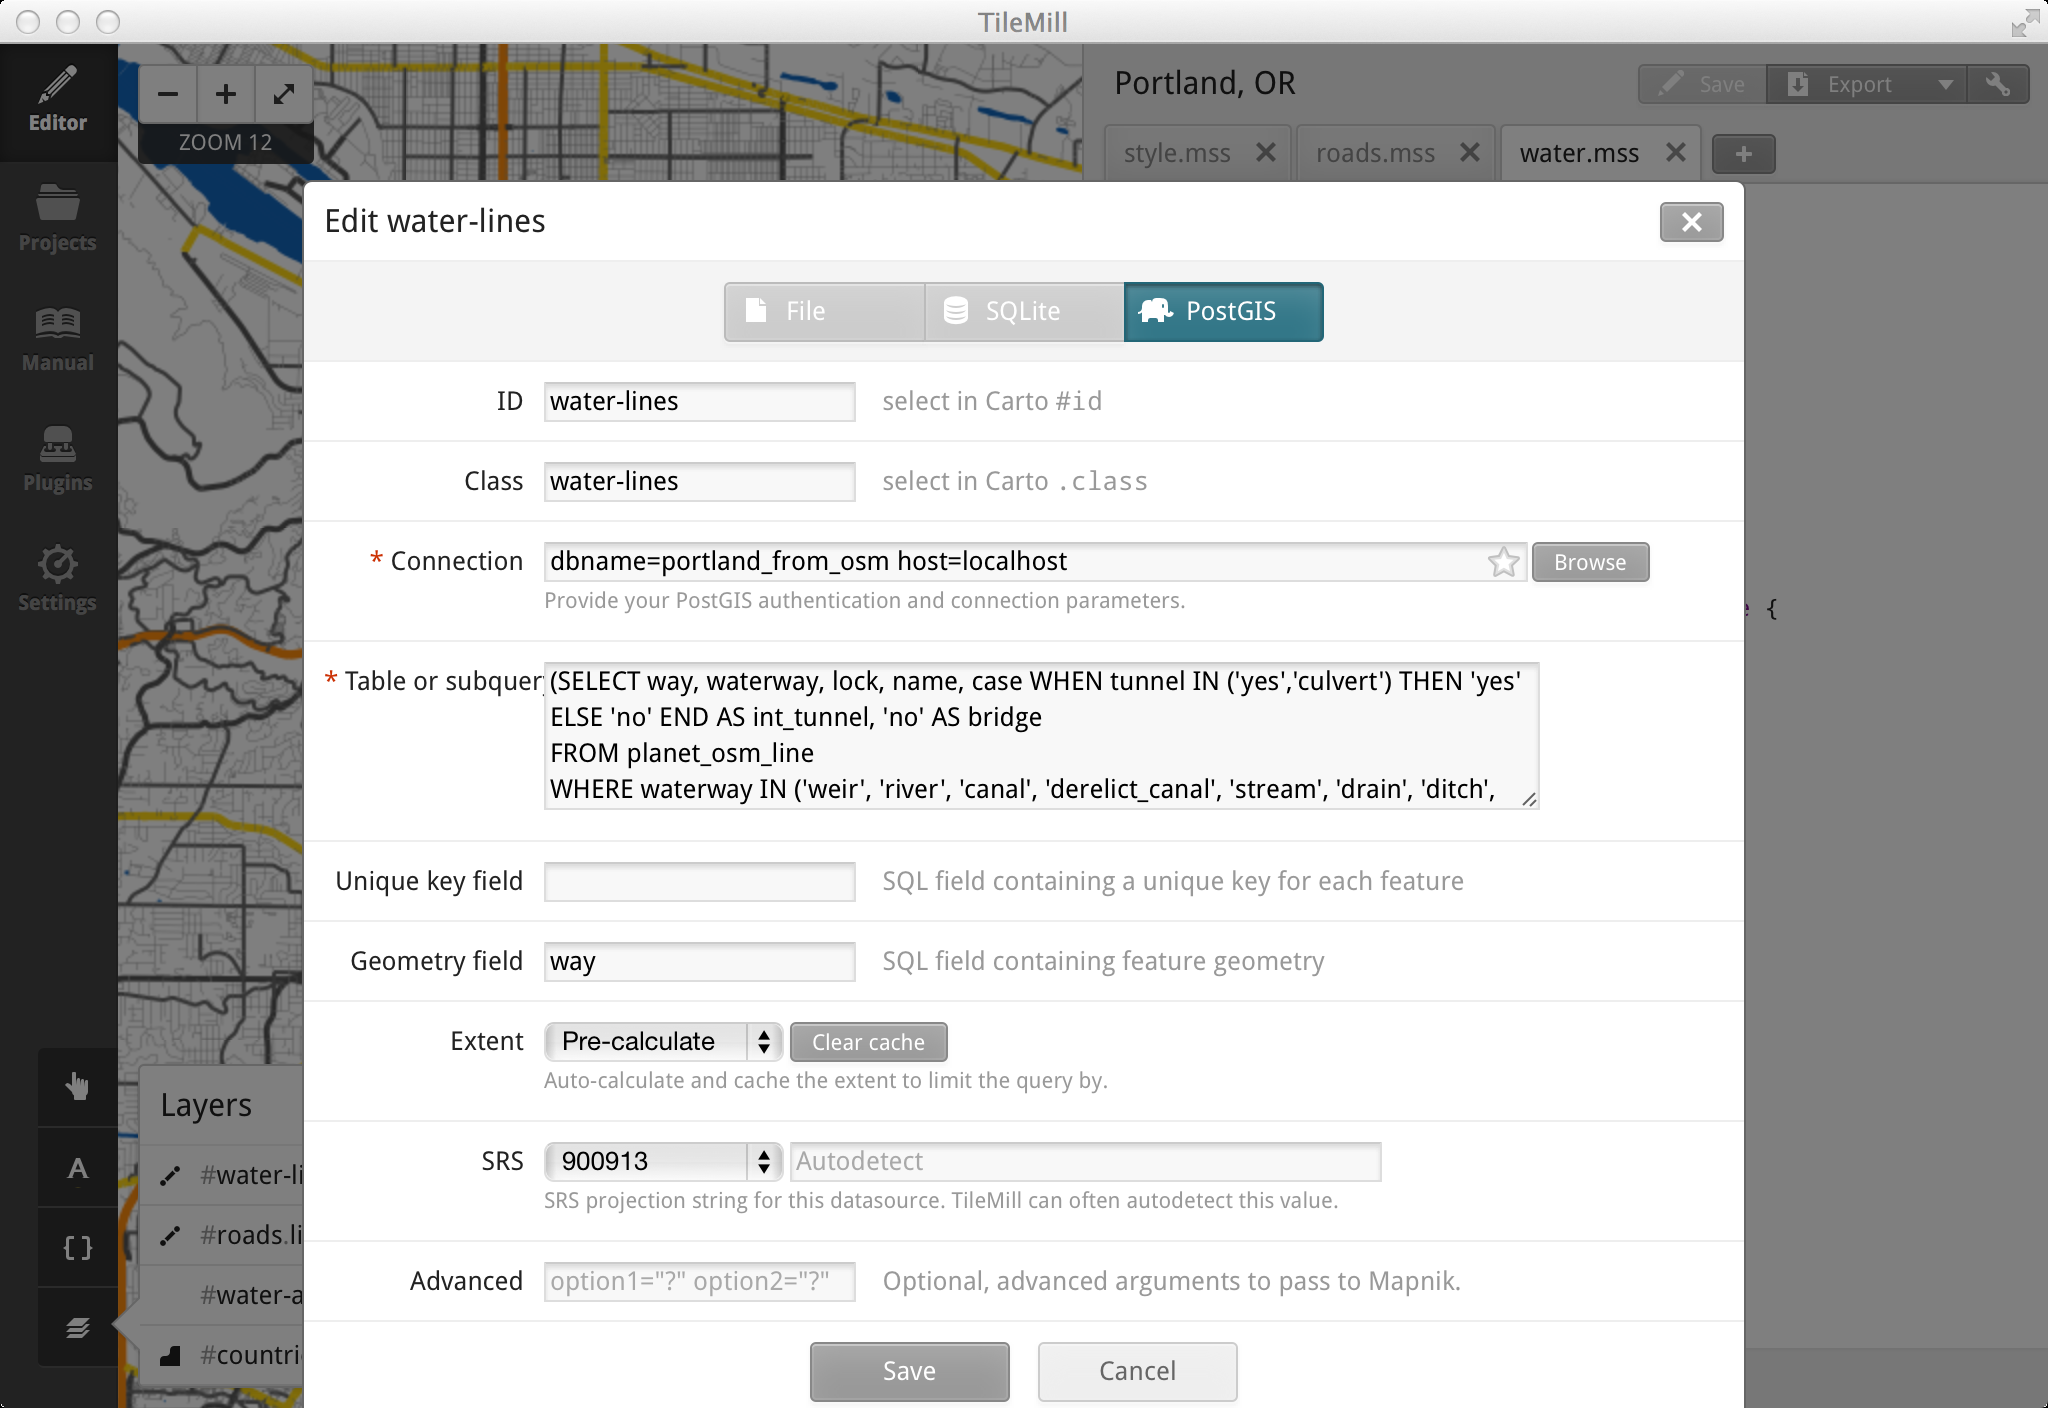 TileMill
Editor
ZOOM 12
Projects
Manual
Plugins
Settings
Portland, OR
Save
Export
style.mss
roads.mss
water.mss
Edit water-lines
File
SQLite
PostGIS
ID
water-lines
select in Carto #id
Class
water-lines
select in Carto .class
* Connection
dbname=portland_from_osm host=localhost
Browse
Provide your PostGIS authentication and connection parameters.
{
* Table or subquer
(SELECT way, waterway, lock, name, case WHEN tunnel IN ('yes','culvert') THEN 'yes'
ELSE 'no' END AS int_tunnel, 'no' AS bridge
FROM planet_osm_line
WHERE waterway IN ('weir', 'river', 'canal', 'derelict_canal', 'stream', 'drain', 'ditch',
Unique key field
SQL field containing a unique key for each feature
Geometry field
way
SQL field containing feature geometry
Extent
Pre-calculate
Clear cache
Auto-calculate and cache the extent to limit the query by.
SRS
900913
Autodetect
SRS projection string for this datasource. TileMill can often autodetect this value.
Advanced
option1="?" option2="?"
Optional, advanced arguments to pass to Mapnik.
Save
Cancel
A
{}
Layers
#water-li
#roads.li
#water-a
#countri